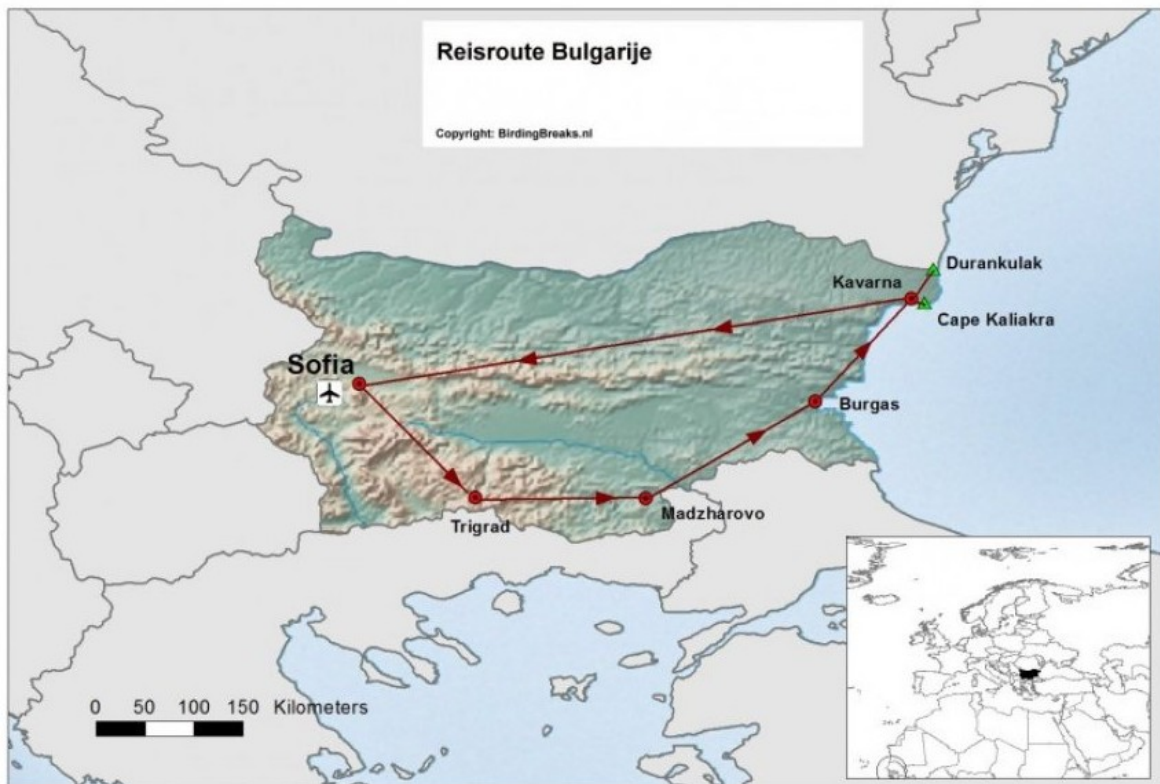 Reisroute Bulgarije
Copyright: BirdingBreaks.nl
Durankulak
Kavarna
Cape Kaliakra
Sofia
Burgas
Madzharovo
Trigrad
0 50 100 150 Kilometers